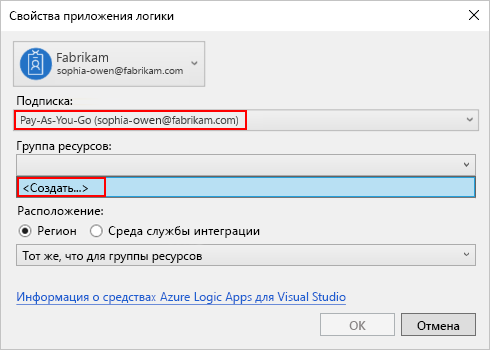 Свойства приложения логики
Fabrikam
sophia-owen@fabrikam.com
Подписка:
Pay-As-You-Go (sophia-owen@fabrikam.com)
Группа ресурсов:
<Создать...>
Расположение:
Регион Среда службы интеграции
Тот же, что для группы ресурсов
Информация о средствах Azure Logic Apps для Visual Studio
OK Отмена